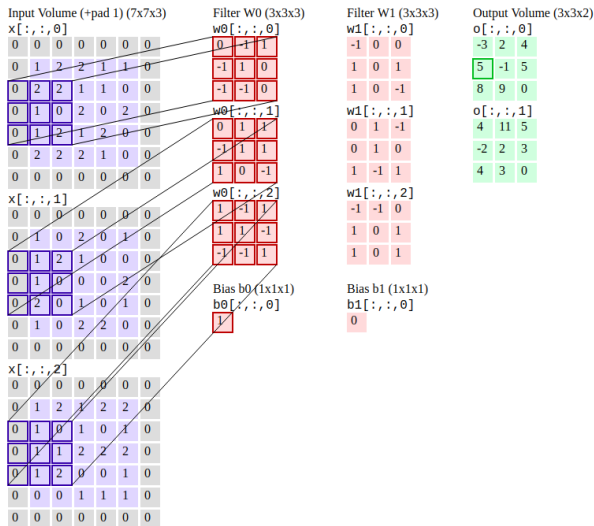 Input Volume (+pad 1) (7x7x3)
x[:,:,0]
0 0 0 0 0 0 0
0 1 2 2 1 1 0
0 2 2 1 1 0 0
0 1 0 2 0 2 0
0 1 2 1 2 0 0
0 2 2 2 1 0 0
0 0 0 0 0 0 0
x[:,:,1]
0 0 0 0 0 0 0
0 1 0 2 0 1 0
0 1 2 1 0 0 0
0 1 0 0 0 2 0
0 2 0 1 0 1 0
0 1 0 2 2 0 0
0 0 0 0 0 0 0
x[:,:,2]
0 0 0 0 0 0 0
0 1 2 1 2 2 0
0 1 0 1 0 1 0
0 1 1 2 2 2 0
0 1 2 0 0 1 0
0 0 0 1 1 1 0
0 0 0 0 0 0 0
Filter W0 (3x3x3)
w0[:,:,0]
0 -1 1
-1 1 0
-1 -1 0
w0[:,:,1]
0 1 1
-1 1 1
1 0 -1
w0[:,:,2]
1 -1 1
1 1 -1
-1 -1 1
Bias b0 (1x1x1)
b0[:,:,0]
1
Filter W1 (3x3x3)
w1[:,:,0]
-1 0 0
1 0 1
1 0 -1
w1[:,:,1]
0 1 -1
0 1 0
1 -1 1
w1[:,:,2]
-1 -1 0
1 0 1
1 0 1
Bias b1 (1x1x1)
b1[:,:,0]
0
Output Volume (3x3x2)
o[:,:,0]
-3 2 4
5 -1 5
8 9 0
o[:,:,1]
4 11 5
-2 2 3
4 3 0